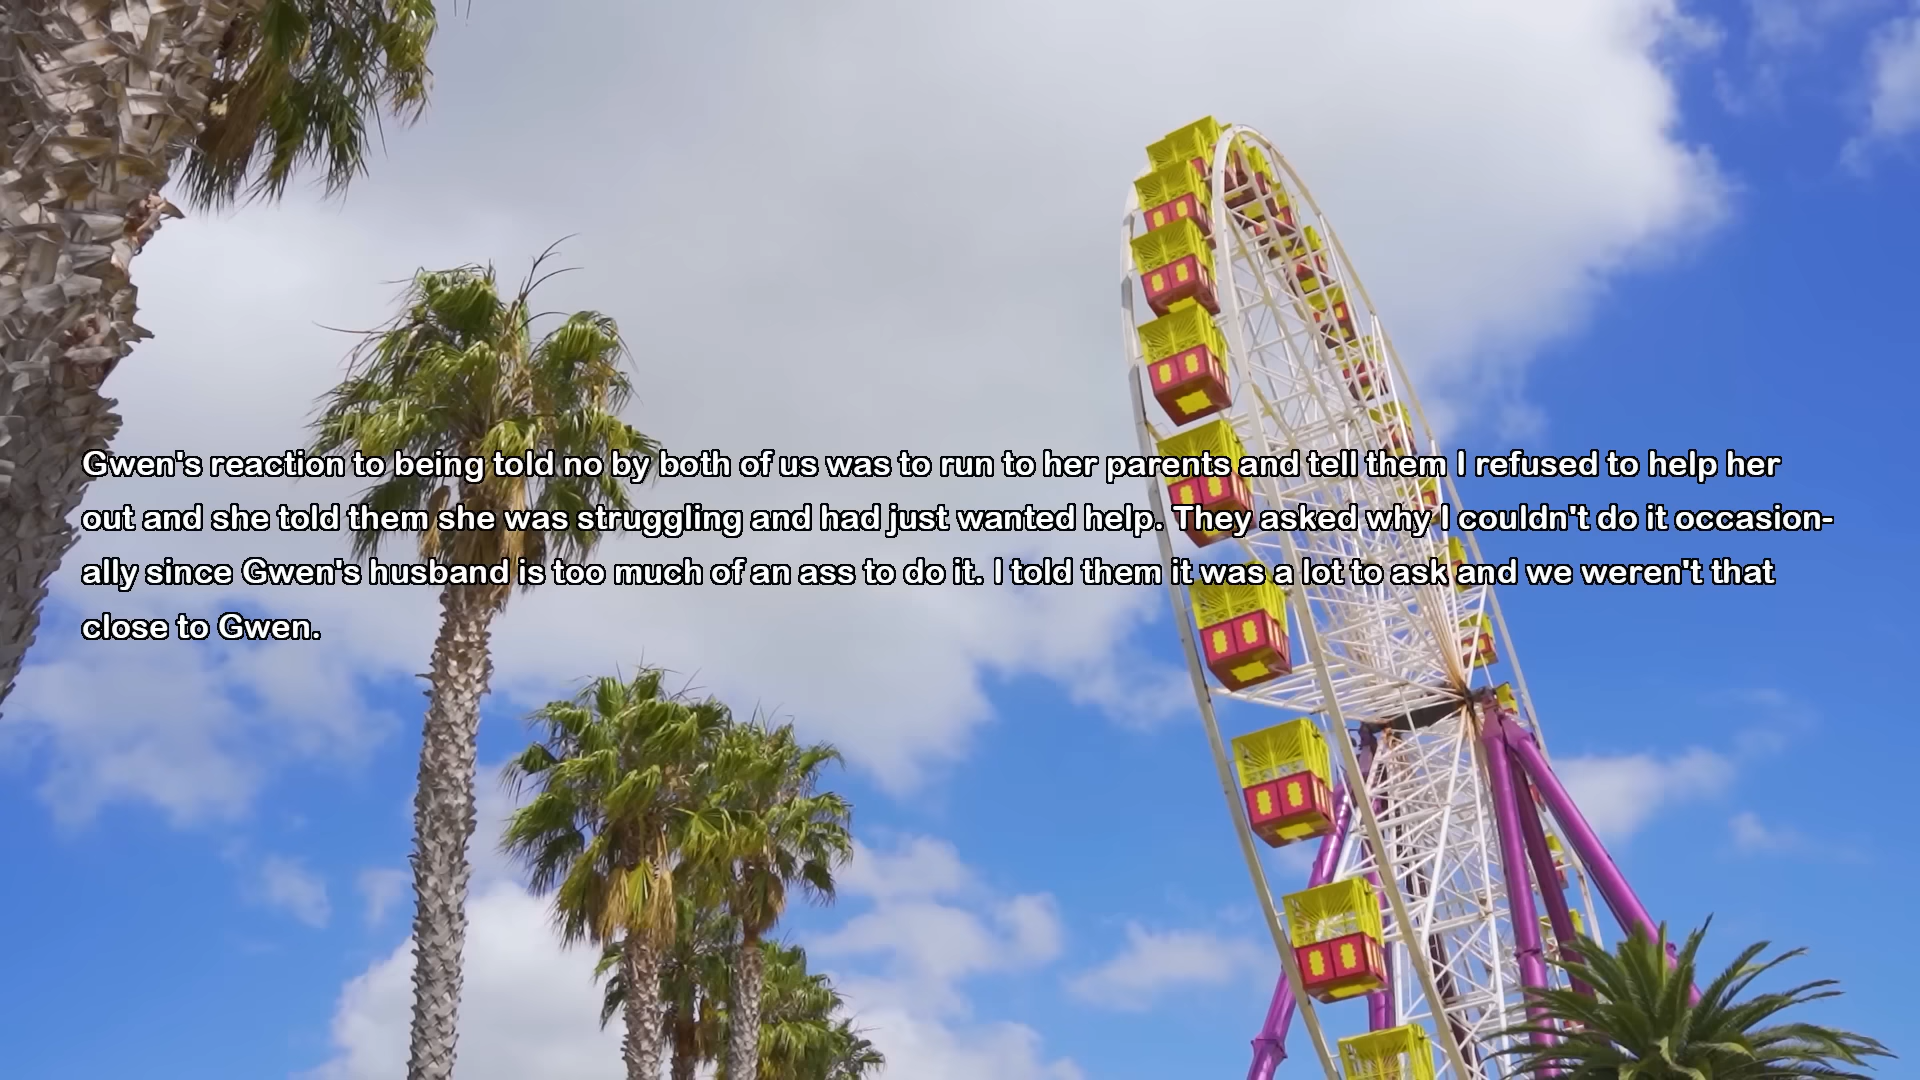 Gwen's reaction to being told no by both of us was to run to her parents and tell them I refused to help her
out and she told them she was struggling and had just wanted help. They asked why I couldn't do it occasion-
ally since Gwen's husband is too much of an ass to do it. I told them it was a lot to ask and we weren't that
close to Gwen.